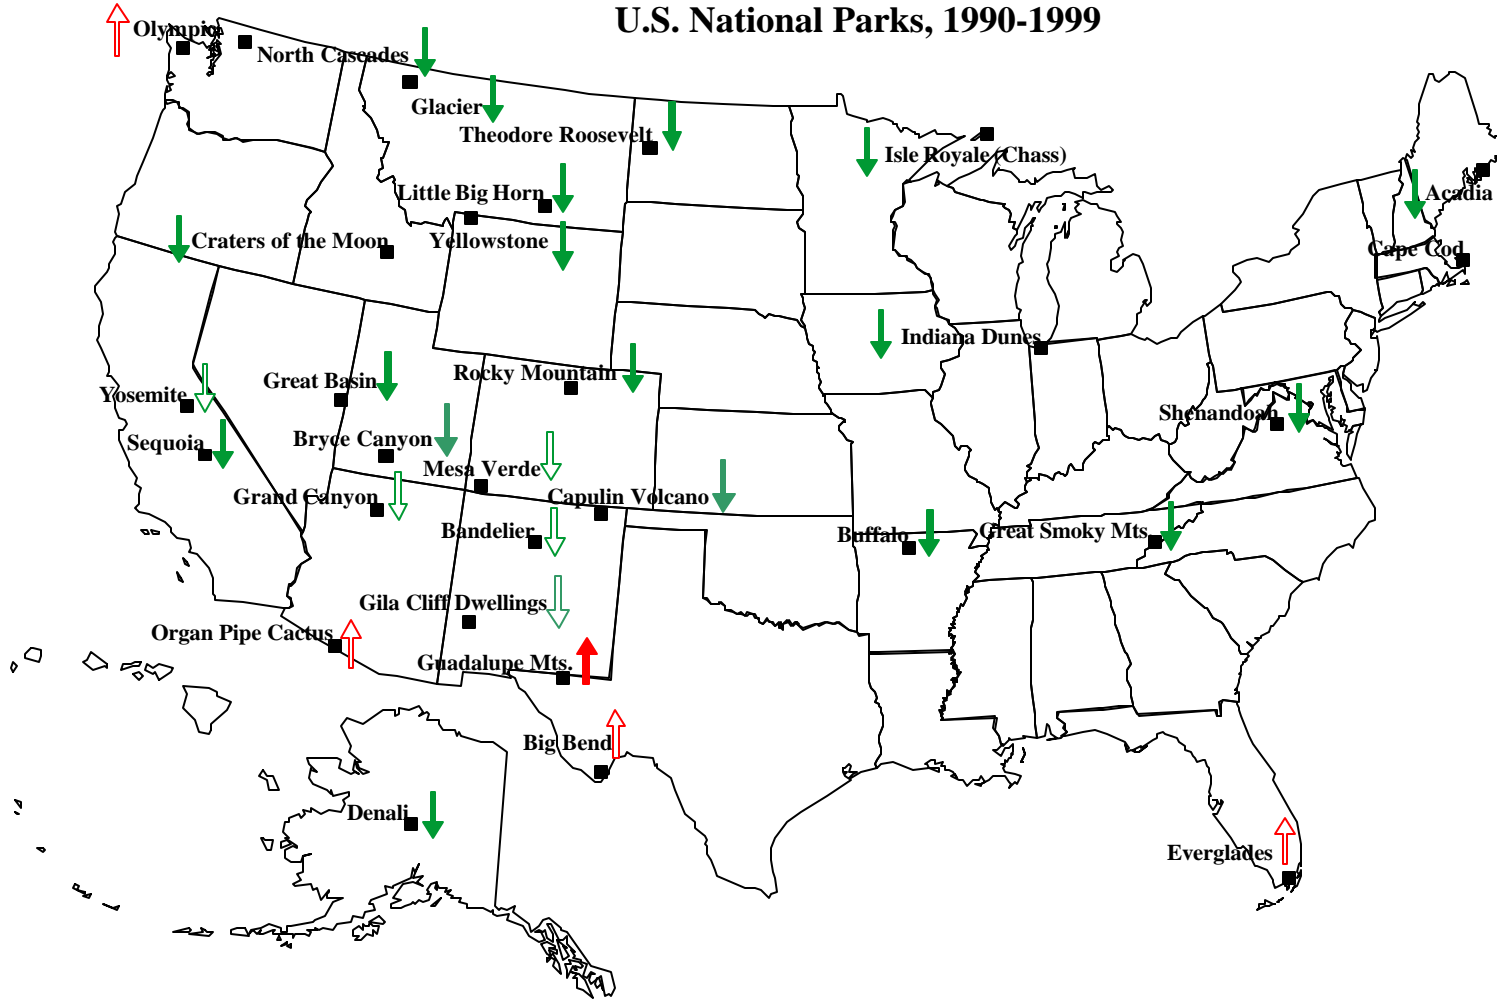 U.S. National Parks, 1990-1999
Olympic
North Cascades
Glacier
Theodore Roosevelt
Isle Royale (Chass)
Acadia
Little Big Horn
Craters of the Moon
Yellowstone
Cape Cod
Indiana Dunes
Rocky Mountain
Great Basin
Yosemite
Shenandoah
Bryce Canyon
Sequoia
Mesa Verde
Grand Canyon
Capulin Volcano
Bandelier
Buffalo
Great Smoky Mts.
Gila Cliff Dwellings
Organ Pipe Cactus
Guadalupe Mts.
Big Bend
Denali
Everglades